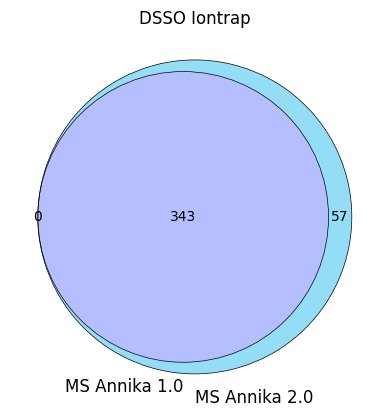 DSSO Iontrap
0
343
57
MS Annika 1.0
MS Annika 2.0